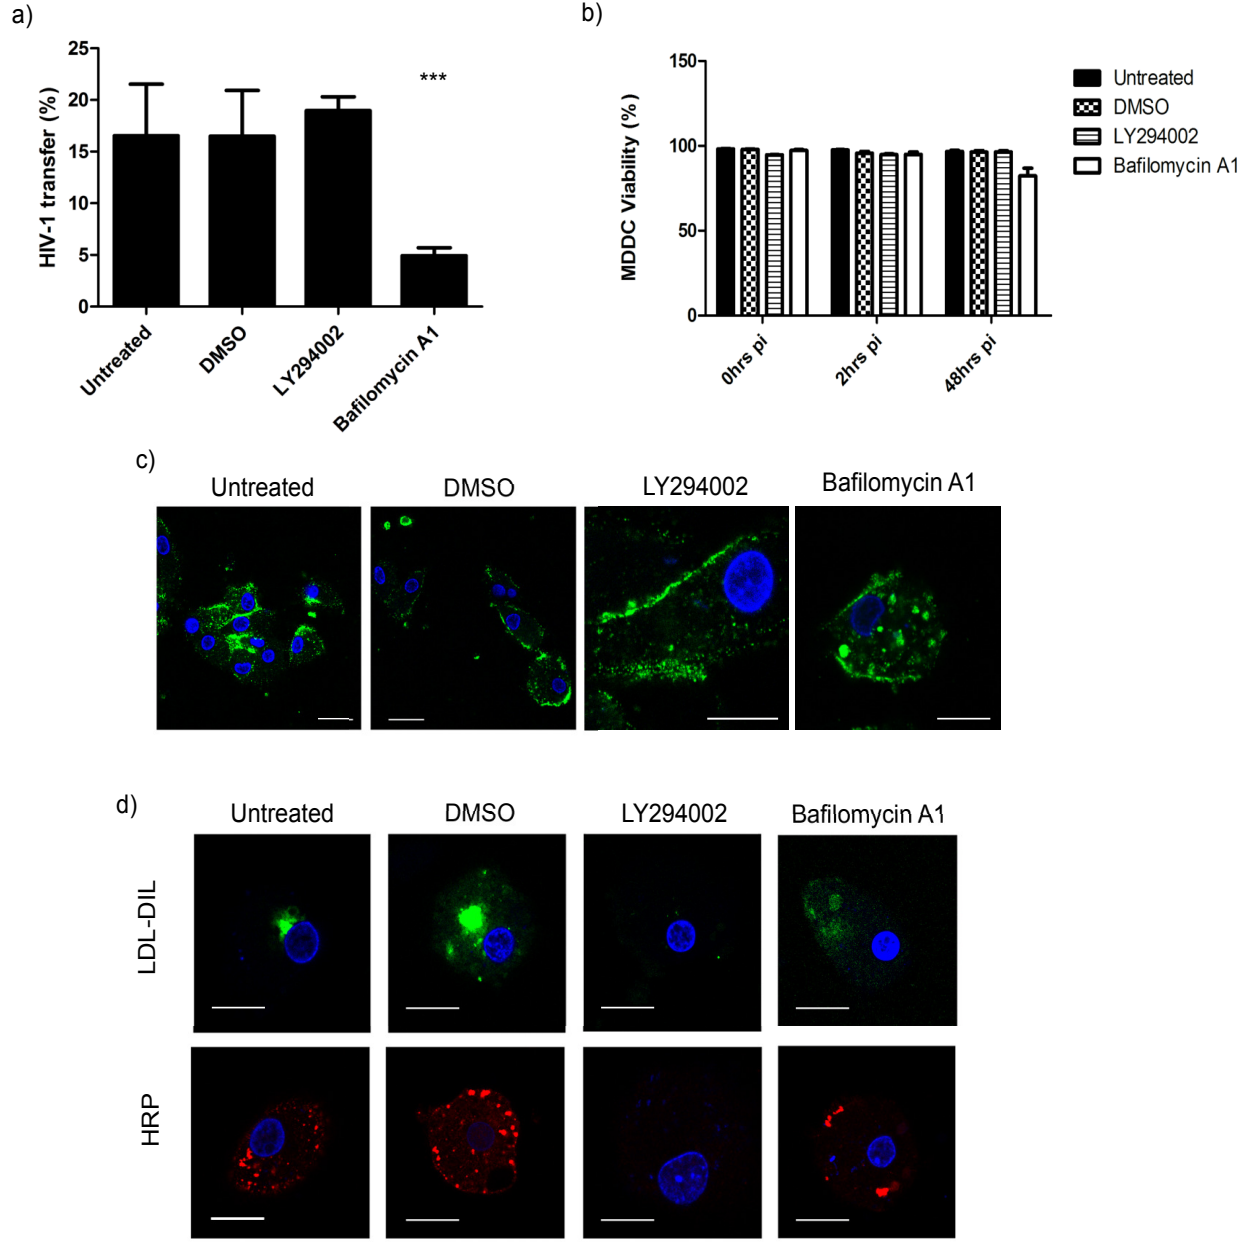 a)
25
20
15
10
5
0
HIV-1 transfer (%)
***
Untreated
DMSO
LY294002
Bafilomycin A1
b)
150
100
50
0
MDDC Viability (%)
0hrs pi
2hrs pi
48hrs pi
Untreated
DMSO
LY294002
Bafilomycin A1
c)
Untreated DMSO LY294002 Bafilomycin A1
d)
Untreated DMSO LY294002 Bafilomycin A1
LDL-DIL
HRP